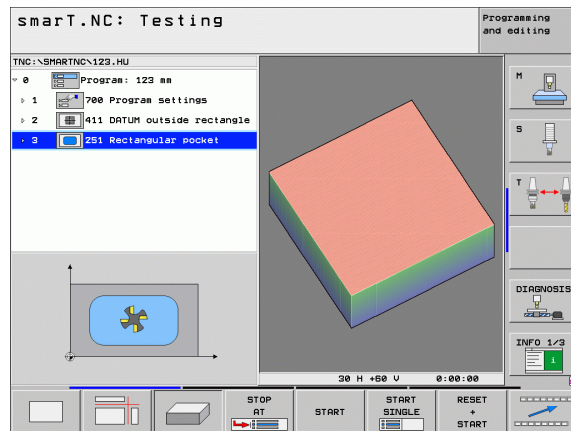 smarT.NC: Testing
Programming
and editing
TNC:\SMARTNC\123.HU
0 Program: 123 mm
1 700 Program settings
2 411 DATUM outside rectangle
3 251 Rectangular pocket
M
S
T
DIAGNOSIS
INFO 1/3
i
30 H +60 V 0:00:00
STOP
AT
START
START
SINGLE
RESET
+
START